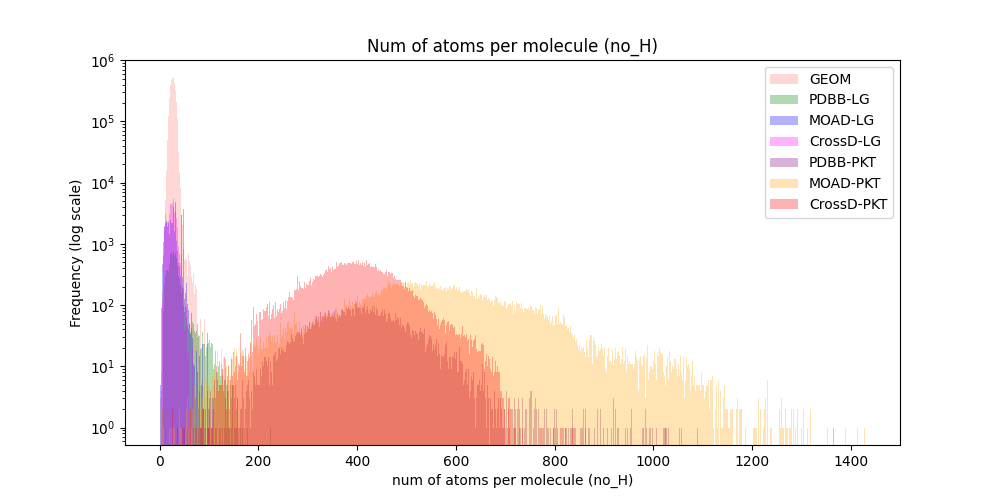 Num of atoms per molecule (no_H)
Frequency (log scale)
10^6
10^5
10^4
10^3
10^2
10^1
10^0
0 200 400 600 800 1000 1200 1400
num of atoms per molecule (no_H)
GEOM
PDBB-LG
MOAD-LG
CrossD-LG
PDBB-PKT
MOAD-PKT
CrossD-PKT